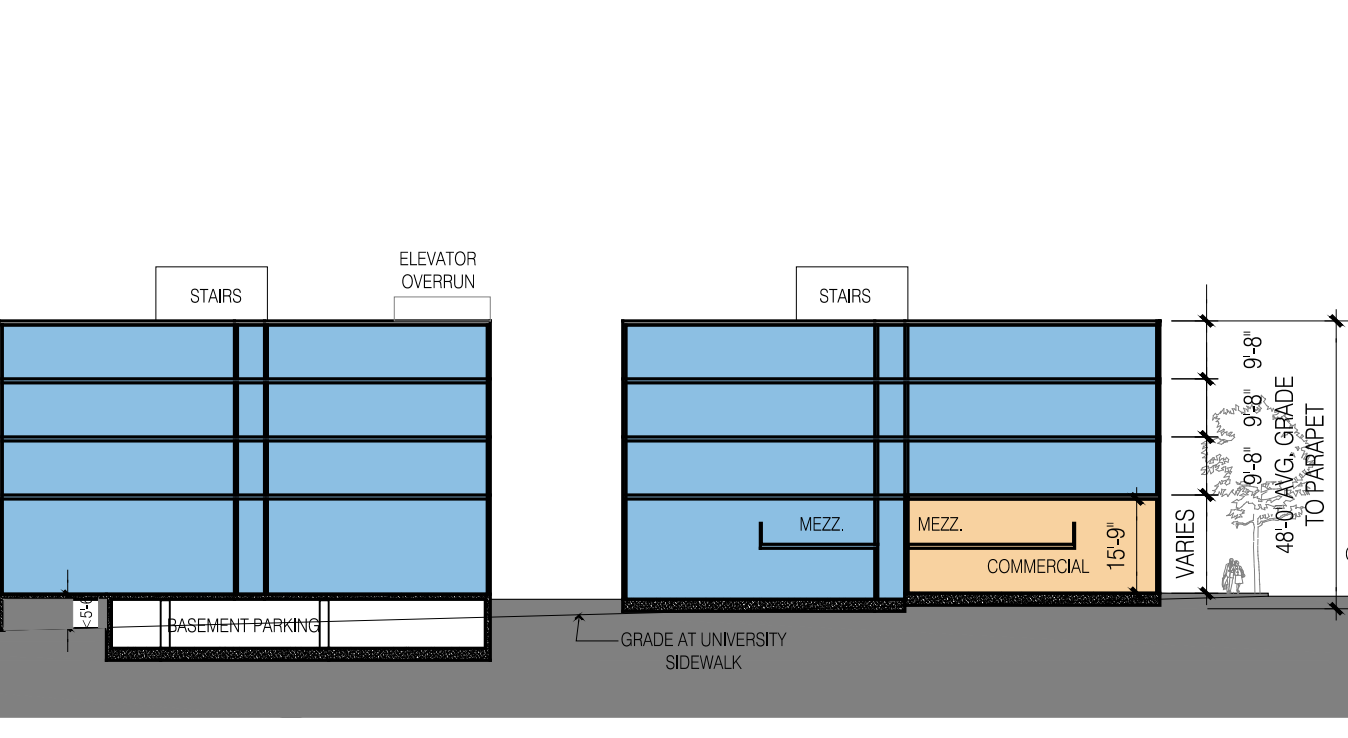 ELEVATOR
OVERRUN
STAIRS
STAIRS
9'-8"
9'-8"
9'-8"
48'-0" AVG. GRADE
TO PARAPET
MEZZ.
MEZZ.
COMMERCIAL
15'-9"
VARIES
BASEMENT PARKING
GRADE AT UNIVERSITY
SIDEWALK